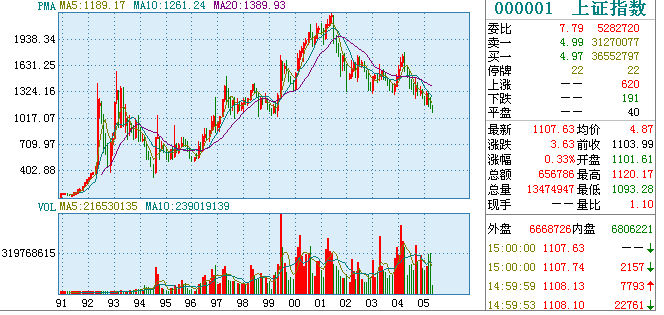 PMA MA5:1189.17 MA10:1261.24 MA20:1389.93
1938.34
1631.25
1324.16
1017.07
709.97
402.88
VOL MA5:216530135 MA10:239019139
319768615
91 92 93 94 95 96 97 98 99 00 01 02 03 04 05
000001 上证指数
委比 7.79 5282720
卖一 4.99 31270077
买一 4.97 36552797
停牌 22 22
上涨 —— 620
下跌 —— 191
平盘 —— 40
最新 1107.63 均价 4.87
涨跌 3.63 前收 1103.99
涨幅 0.33% 开盘 1101.61
总额 656786 最高 1120.17
总量 13474947 最低 1093.28
现手 —— 量比 1.10
外盘 6668726 内盘 6806221
15:00:00 1107.63 ——↓
15:00:00 1107.74 2157↓
14:59:59 1108.13 7793↑
14:59:53 1108.10 22761↓